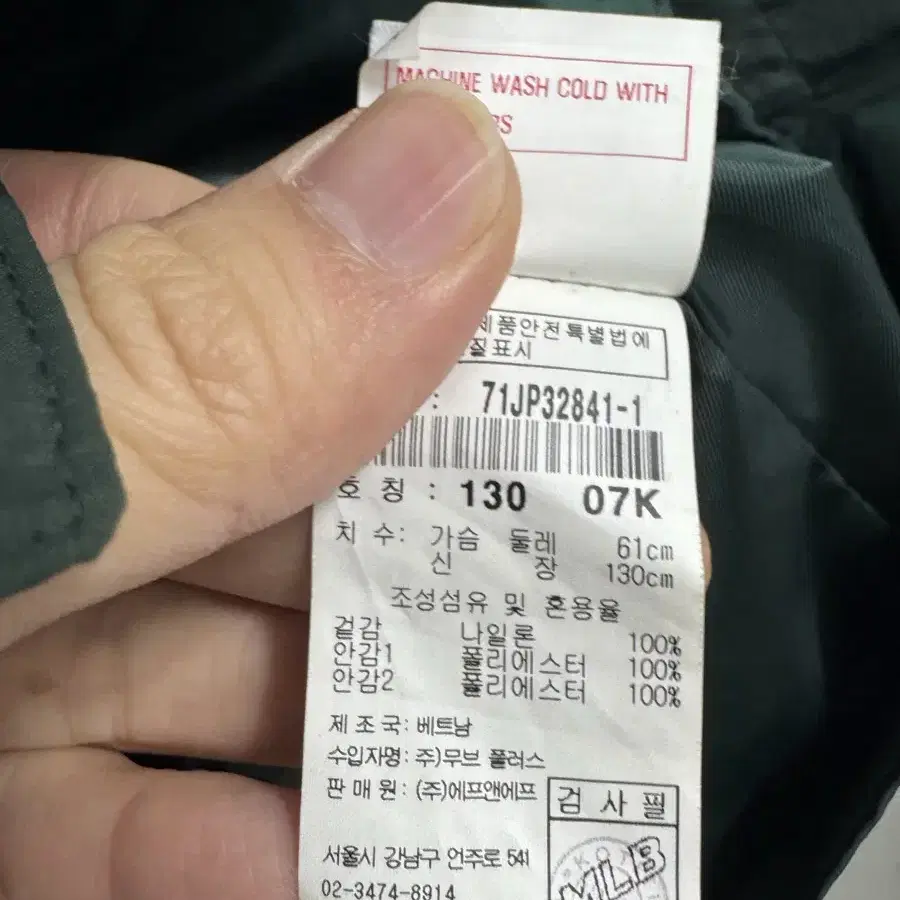 WASH COLD WITH
제품안전특별법에
질표시
: 71JP32841-1
호 칭 : 130 07K
치 수: 가슴 둘레 61cm
신 장 130cm
조성섬유 및 혼용율
겉감 나일론 100%
안감1 폴리에스터 100%
안감2 폴리에스터 100%
제 조 국: 베트남
수입자명: 주)무브 플러스
판 매 원: (주)에프앤에프
검 사 필
서울시 강남구 언주로 541
MLB
02-3474-8914